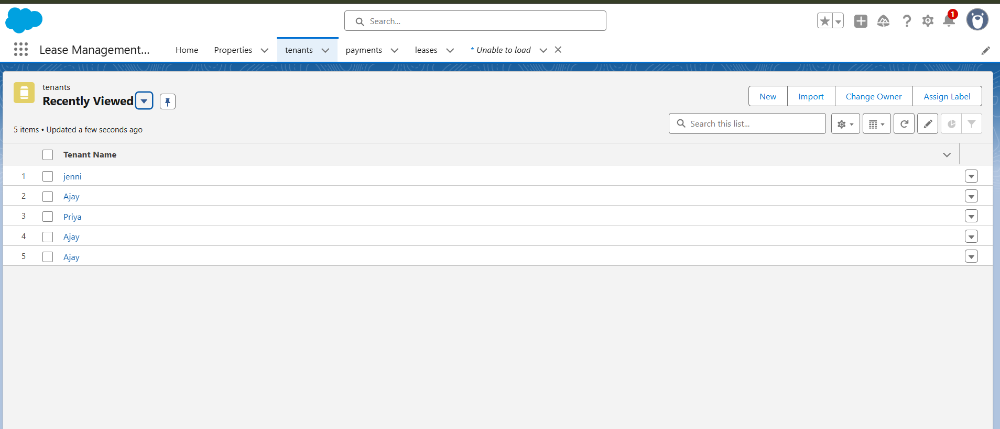 Search...
1
Lease Management...
Home
Properties
tenants
payments
leases
* Unable to load
tenants
Recently Viewed
New
Import
Change Owner
Assign Label
5 items • Updated a few seconds ago
Search this list...
Tenant Name
1 jenni
2 Ajay
3 Priya
4 Ajay
5 Ajay